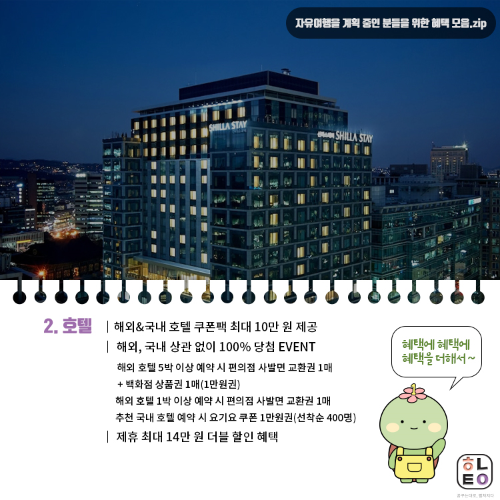 자유여행을 계획 중인 분들을 위한 혜택 모음.zip
SHILLA STAY
SHILLA STAY
2. 호텔
해외&국내 호텔 쿠폰팩 최대 10만 원 제공
해외, 국내 상관 없이 100% 당첨 EVENT
해외 호텔 5박 이상 예약 시 편의점 사발면 교환권 1매
+ 백화점 상품권 1매(1만원권)
해외 호텔 1박 이상 예약 시 편의점 사발면 교환권 1매
추천 국내 호텔 예약 시 요기요 쿠폰 1만원권(선착순 400명)
제휴 최대 14만 원 더블 할인 혜택
혜택에 혜택에
혜택을 더해서~